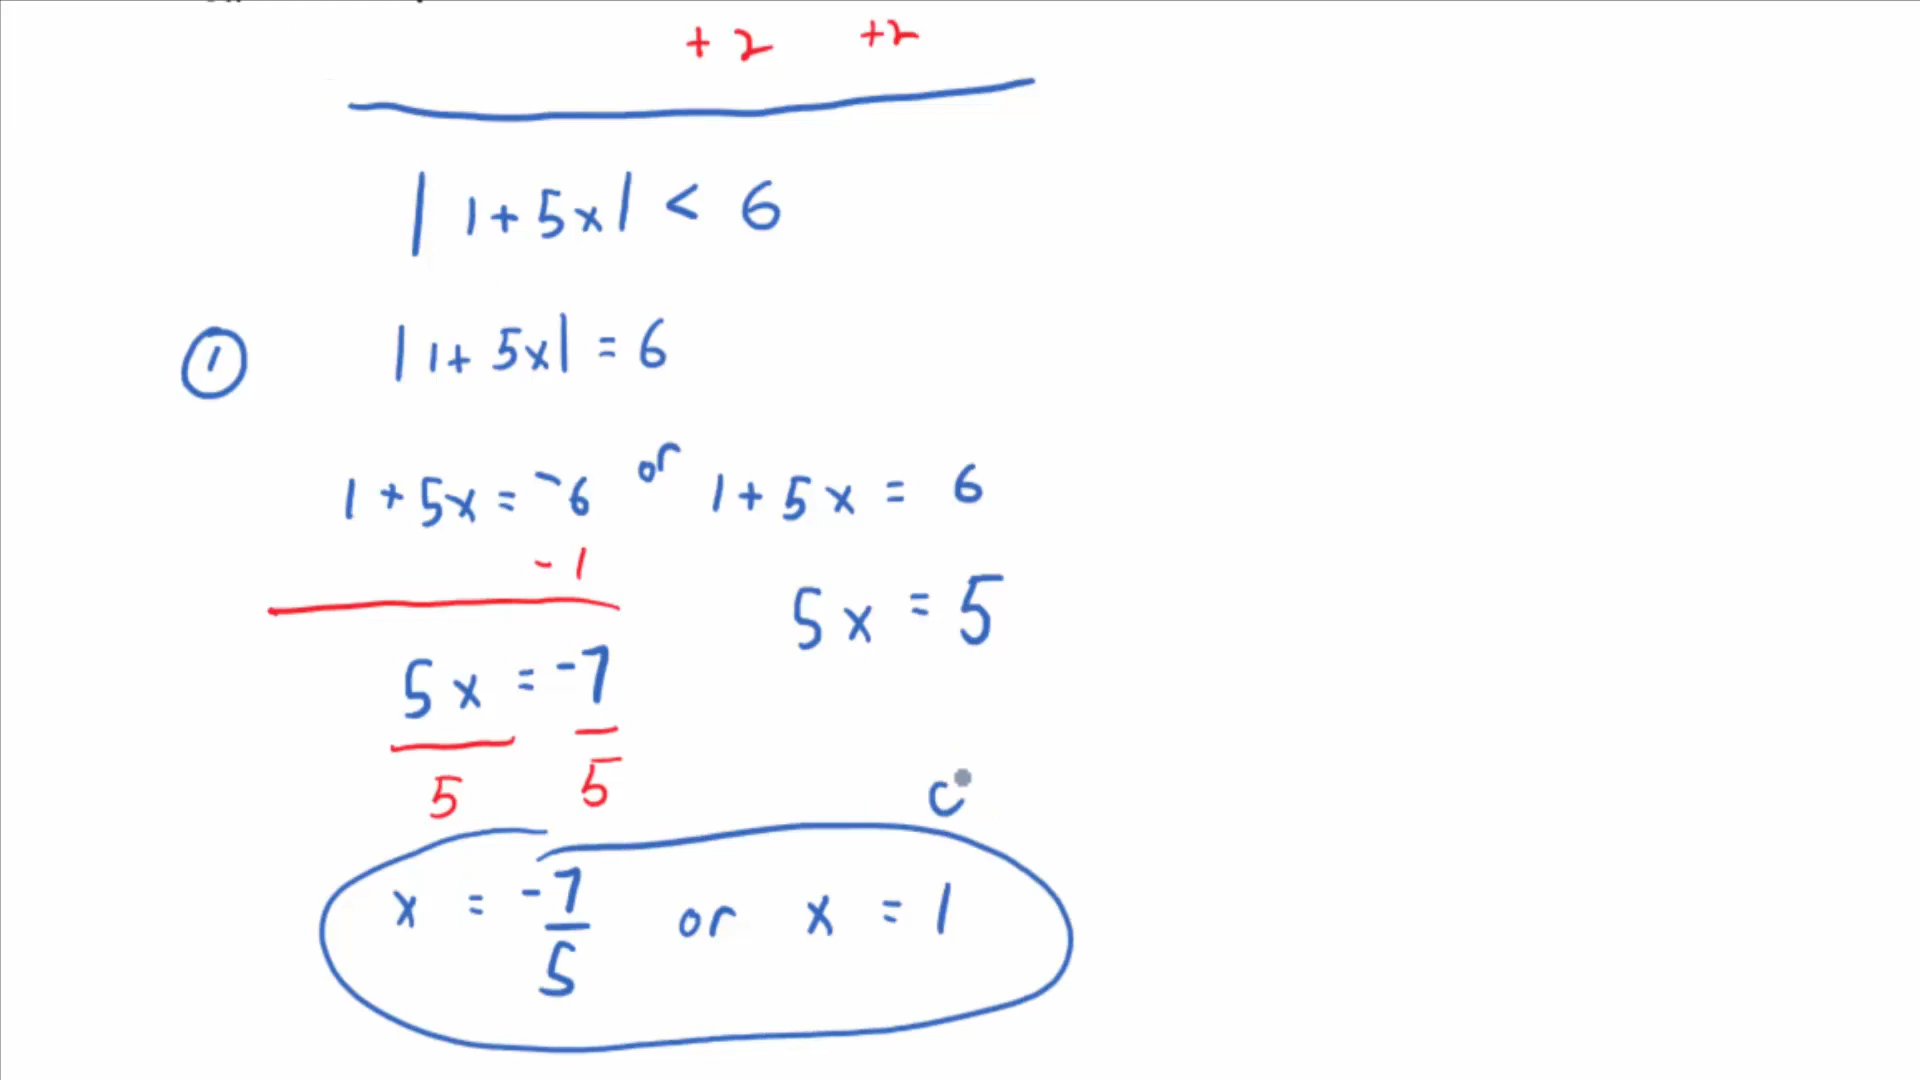 +2 +2
|1+5x| < 6
① |1+5x| = 6
1+5x = -6 or 1+5x = 6
-1
5x = 5
5x = -7
5 5
c
x = -7/5 or x = 1